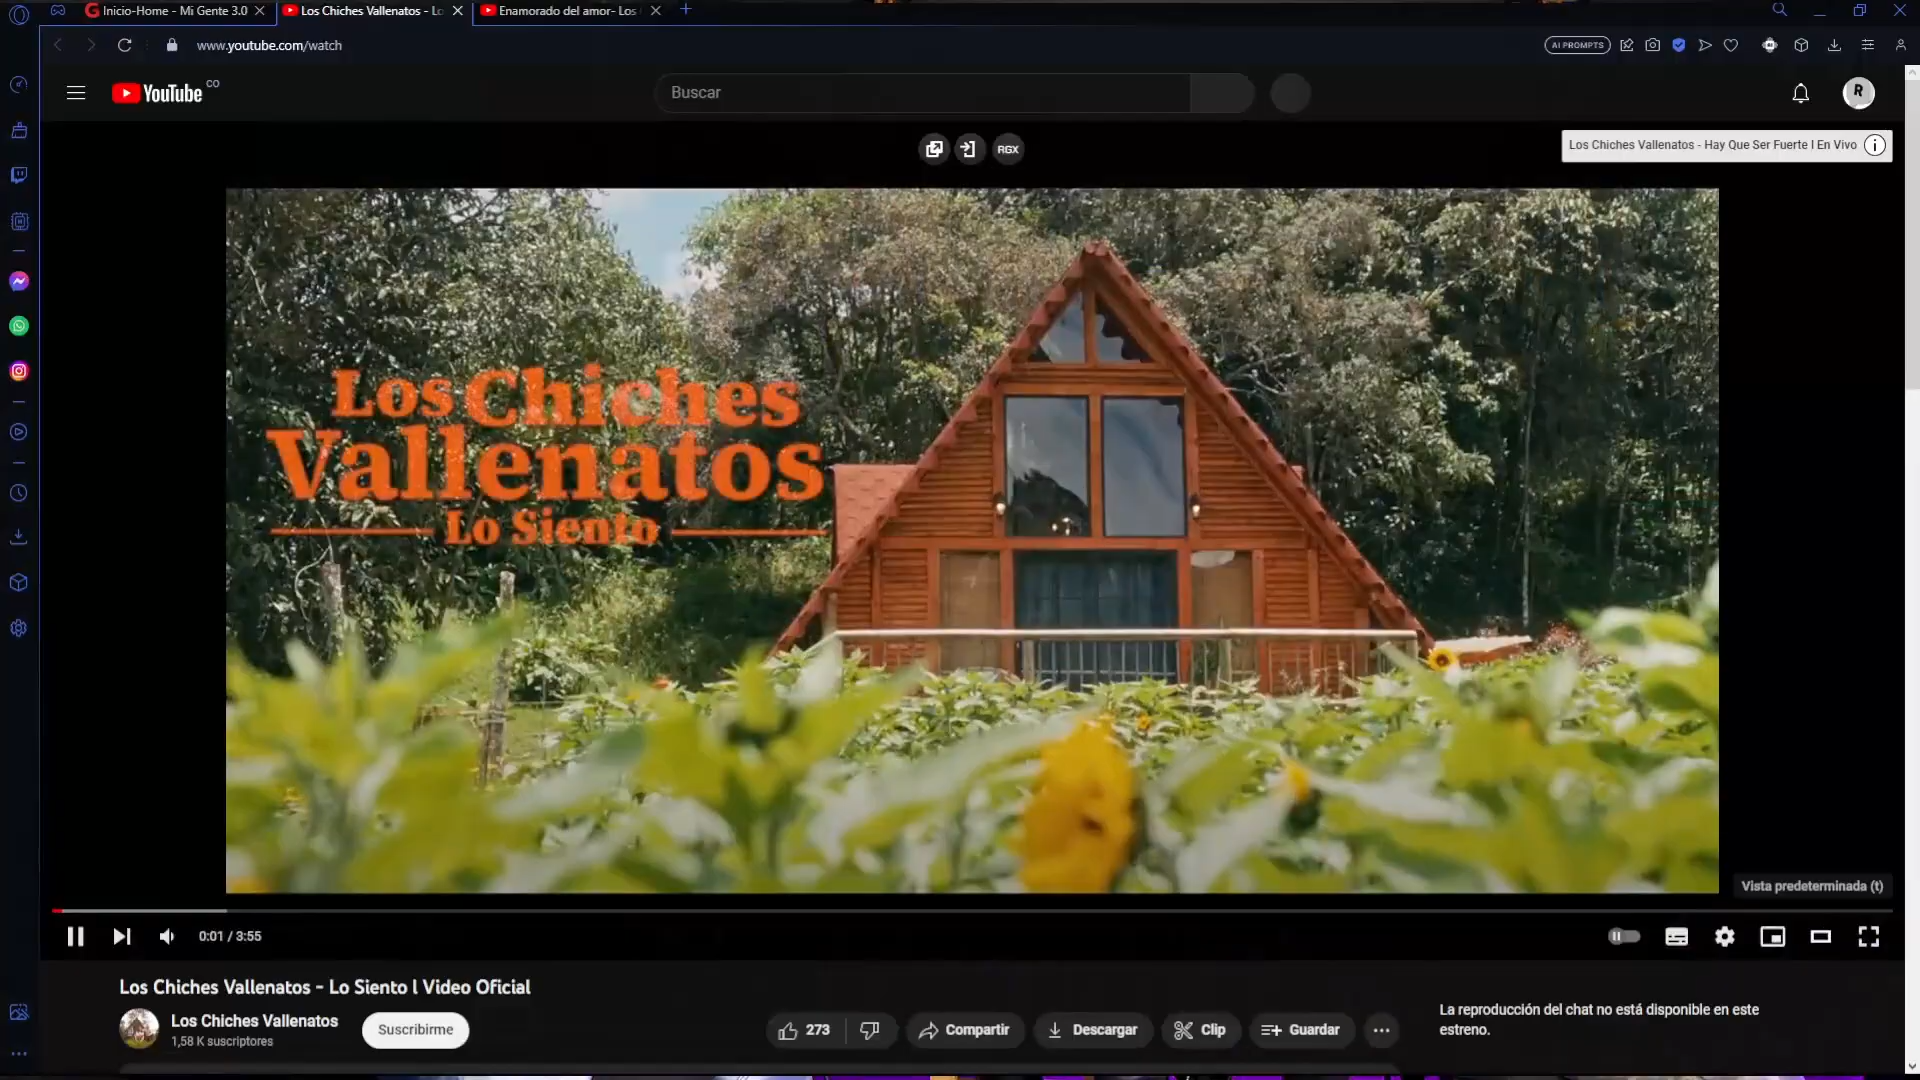 Inicio-Home - Mi Gente 3.0
Los Chiches Vallenatos - Lo
Enamorado del amor- Los
www.youtube.com/watch
AI PROMPTS
YouTube CO
Buscar
R
RGX
Los Chiches Vallenatos - Hay Que Ser Fuerte I En Vivo
Los Chiches
Vallenatos
Lo Siento
Vista predeterminada (t)
0:01 / 3:55
Los Chiches Vallenatos - Lo Siento l Video Oficial
Los Chiches Vallenatos
1,58 K suscriptores
Suscribirme
273
Compartir
Descargar
Clip
Guardar
La reproducción del chat no está disponible en este
estreno.